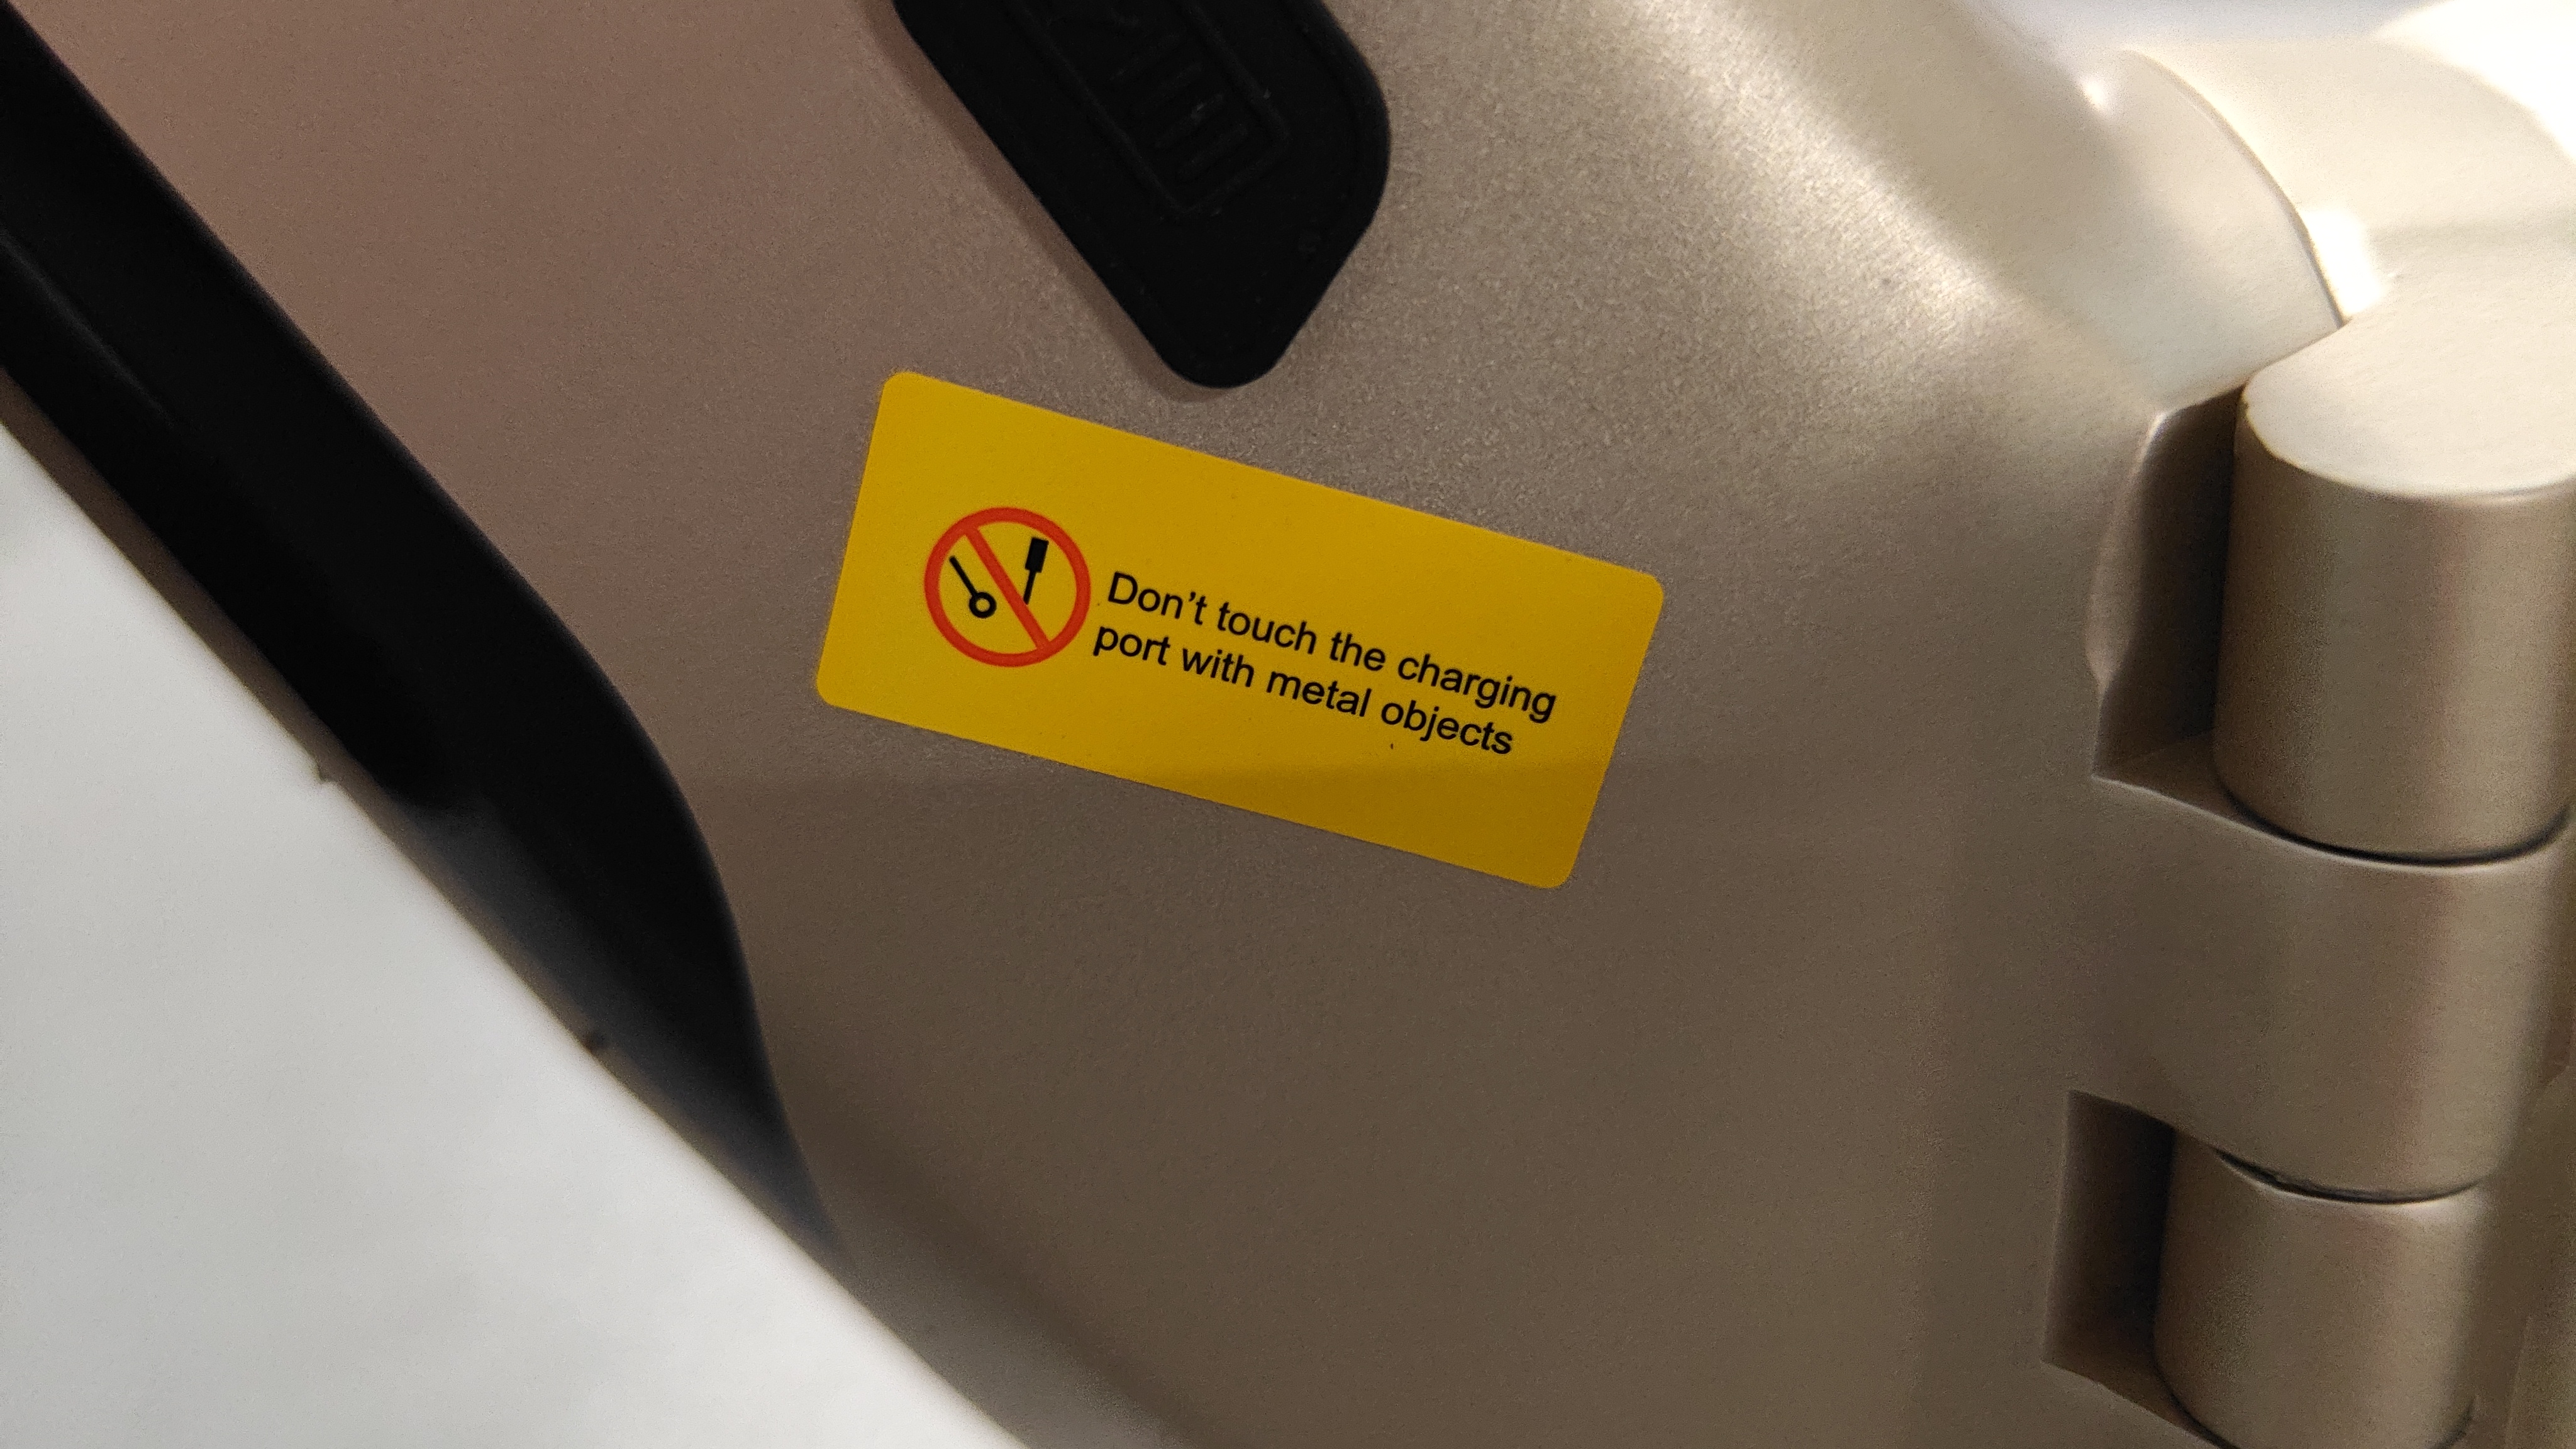 Don't touch the charging
port with metal objects